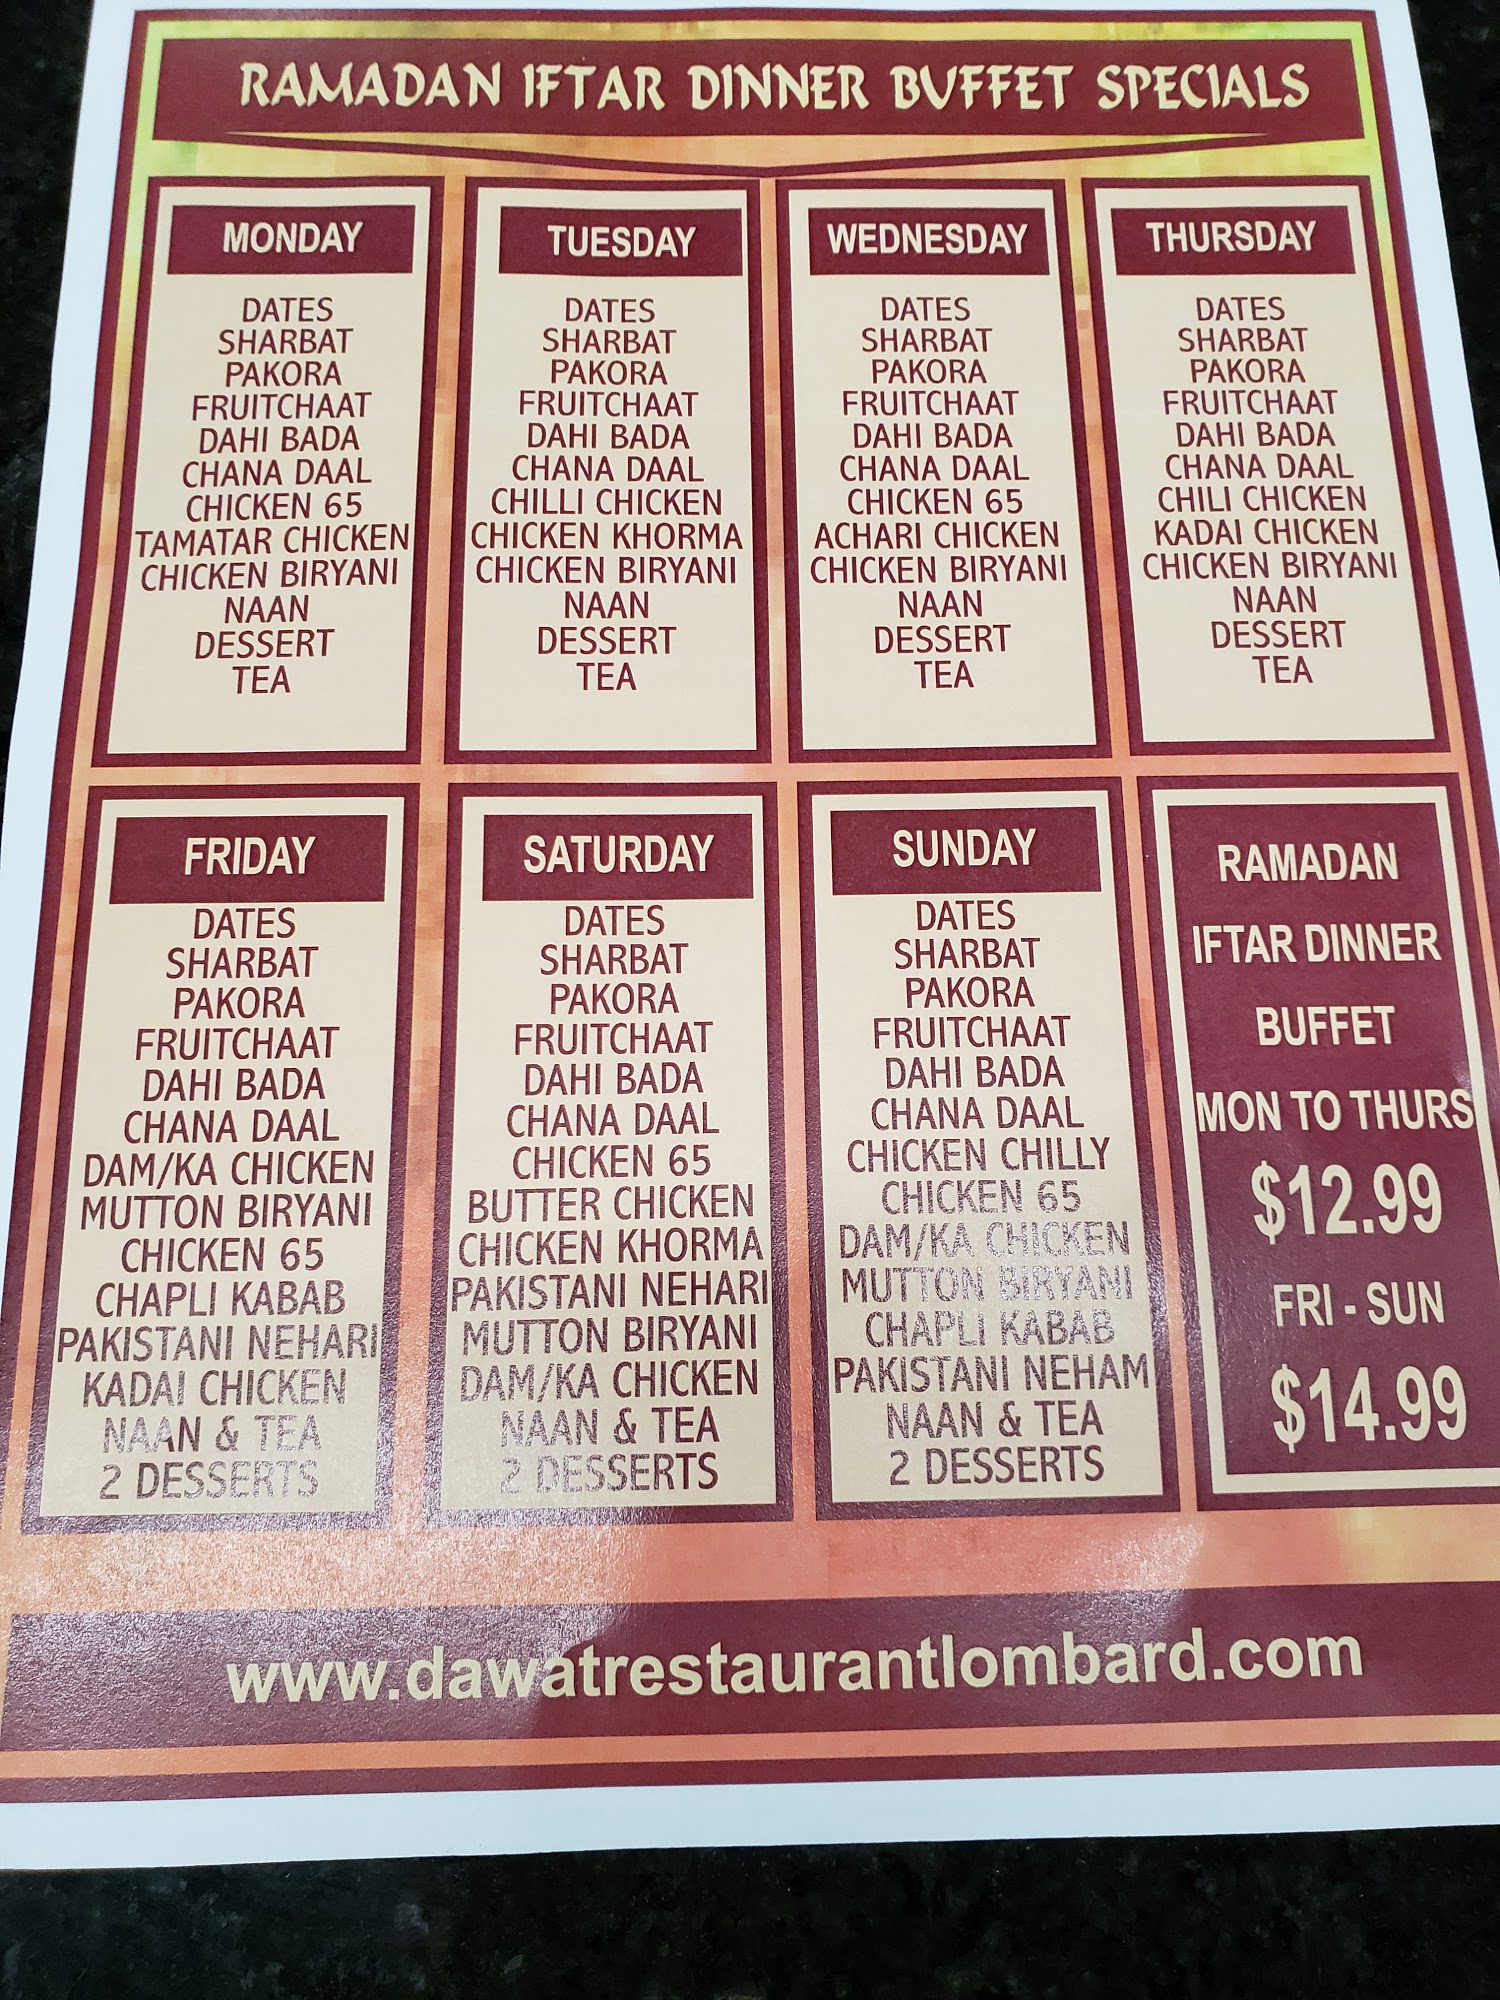 RAMADAN IFTAR DINNER BUFFET SPECIALS
MONDAY
DATES
SHARBAT
PAKORA
FRUITCHAAT
DAHI BADA
CHANA DAAL
CHICKEN 65
TAMATAR CHICKEN
CHICKEN BIRYANI
NAAN
DESSERT
TEA
TUESDAY
DATES
SHARBAT
PAKORA
FRUITCHAAT
DAHI BADA
CHANA DAAL
CHILLI CHICKEN
CHICKEN KHORMA
CHICKEN BIRYANI
NAAN
DESSERT
TEA
WEDNESDAY
DATES
SHARBAT
PAKORA
FRUITCHAAT
DAHI BADA
CHANA DAAL
CHICKEN 65
ACHARI CHICKEN
CHICKEN BIRYANI
NAAN
DESSERT
TEA
THURSDAY
DATES
SHARBAT
PAKORA
FRUITCHAAT
DAHI BADA
CHANA DAAL
CHILI CHICKEN
KADAI CHICKEN
CHICKEN BIRYANI
NAAN
DESSERT
TEA
FRIDAY
DATES
SHARBAT
PAKORA
FRUITCHAAT
DAHI BADA
CHANA DAAL
DAM/KA CHICKEN
MUTTON BIRYANI
CHICKEN 65
CHAPLI KABAB
PAKISTANI NEHARI
KADAI CHICKEN
NAAN & TEA
2 DESSERTS
SATURDAY
DATES
SHARBAT
PAKORA
FRUITCHAAT
DAHI BADA
CHANA DAAL
CHICKEN 65
BUTTER CHICKEN
CHICKEN KHORMA
PAKISTANI NEHARI
MUTTON BIRYANI
DAM/KA CHICKEN
NAAN & TEA
2 DESSERTS
SUNDAY
DATES
SHARBAT
PAKORA
FRUITCHAAT
DAHI BADA
CHANA DAAL
CHICKEN CHILLY
CHICKEN 65
DAM/KA CHICKEN
MUTTON BIRYANI
CHAPLI KABAB
PAKISTANI NEHAM
NAAN & TEA
2 DESSERTS
RAMADAN
IFTAR DINNER
BUFFET
MON TO THURS
$12.99
FRI - SUN
$14.99
www.dawatrestaurantlombard.com